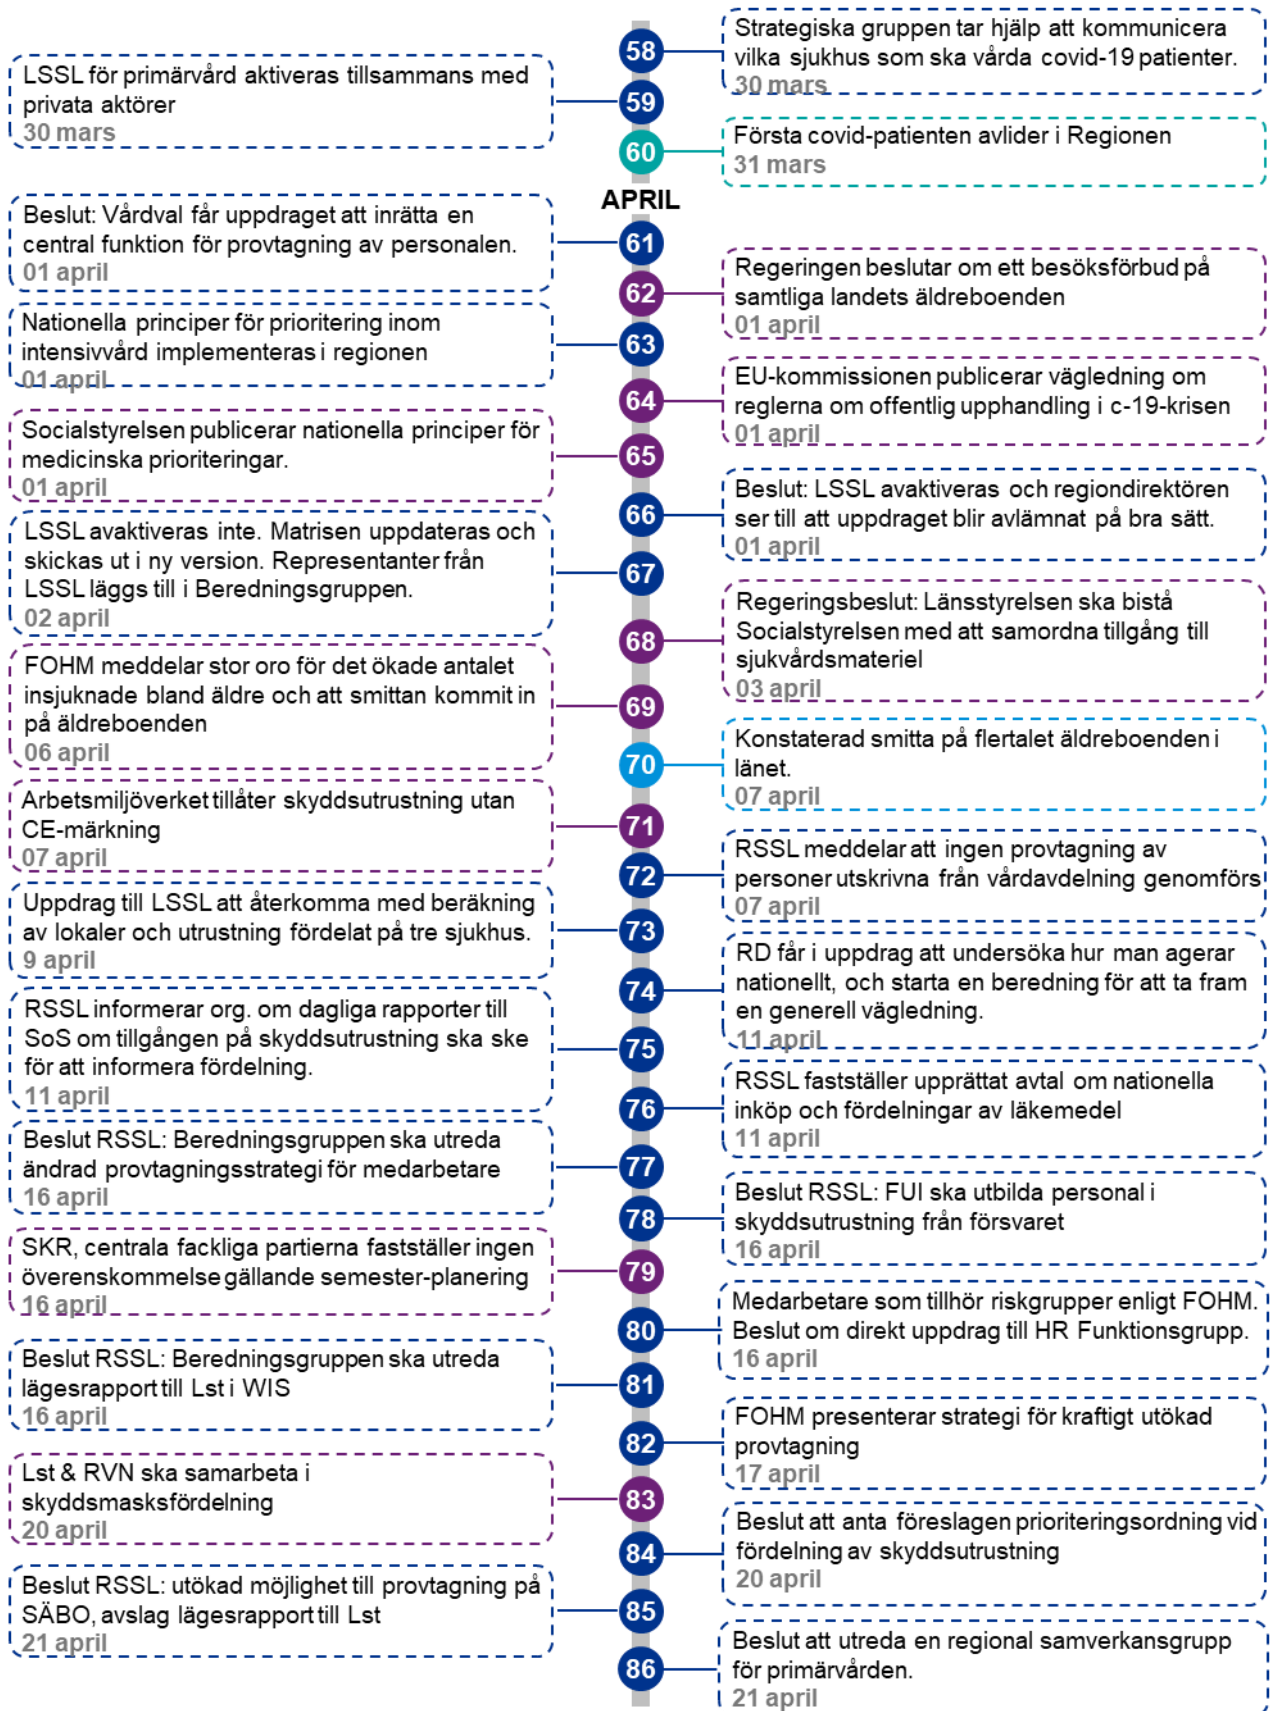 58
Strategiska gruppen tar hjälp att kommunicera
vilka sjukhus som ska vårda covid-19 patienter.
30 mars
LSSL för primärvård aktiveras tillsammans med
privata aktörer
30 mars
59
60
Första covid-patienten avlider i Regionen
31 mars
APRIL
Beslut: Vårdval får uppdraget att inrätta en
central funktion för provtagning av personalen.
01 april
61
62
Regeringen beslutar om ett besöksförbud på
samtliga landets äldreboenden
01 april
Nationella principer för prioritering inom
intensivvård implementeras i regionen
01 april
63
64
EU-kommissionen publicerar vägledning om
reglerna om offentlig upphandling i c-19-krisen
01 april
Socialstyrelsen publicerar nationella principer för
medicinska prioriteringar.
01 april
65
66
Beslut: LSSL avaktiveras och regiondirektören
ser till att uppdraget blir avlämnat på bra sätt.
01 april
LSSL avaktiveras inte. Matrisen uppdateras och
skickas ut i ny version. Representanter från
LSSL läggs till i Beredningsgruppen.
02 april
67
68
Regeringsbeslut: Länsstyrelsen ska bistå
Socialstyrelsen med att samordna tillgång till
sjukvårdsmateriel
03 april
FOHM meddelar stor oro för det ökade antalet
insjuknade bland äldre och att smittan kommit in
på äldreboenden
06 april
69
70
Konstaterad smitta på flertalet äldreboenden i
länet.
07 april
Arbetsmiljöverket tillåter skyddsutrustning utan
CE-märkning
07 april
71
72
RSSL meddelar att ingen provtagning av
personer utskrivna från vårdavdelning genomförs
07 april
Uppdrag till LSSL att återkomma med beräkning
av lokaler och utrustning fördelat på tre sjukhus.
9 april
73
74
RD får i uppdrag att undersöka hur man agerar
nationellt, och starta en beredning för att ta fram
en generell vägledning.
11 april
RSSL informerar org. om dagliga rapporter till
SoS om tillgången på skyddsutrustning ska ske
för att informera fördelning.
11 april
75
76
RSSL fastställer upprättat avtal om nationella
inköp och fördelningar av läkemedel
11 april
Beslut RSSL: Beredningsgruppen ska utreda
ändrad provtagningsstrategi för medarbetare
16 april
77
78
Beslut RSSL: FUI ska utbilda personal i
skyddsutrustning från försvaret
16 april
SKR, centrala fackliga partierna fastställer ingen
överenskommelse gällande semester-planering
16 april
79
80
Medarbetare som tillhör riskgrupper enligt FOHM.
Beslut om direkt uppdrag till HR Funktionsgrupp.
16 april
Beslut RSSL: Beredningsgruppen ska utreda
lägesrapport till Lst i WIS
16 april
81
82
FOHM presenterar strategi för kraftigt utökad
provtagning
17 april
Lst & RVN ska samarbeta i
skyddsmasksfördelning
20 april
83
84
Beslut att anta föreslagen prioriteringsordning vid
fördelning av skyddsutrustning
20 april
Beslut RSSL: utökad möjlighet till provtagning på
SÄBO, avslag lägesrapport till Lst
21 april
85
86
Beslut att utreda en regional samverkansgrupp
för primärvården.
21 april